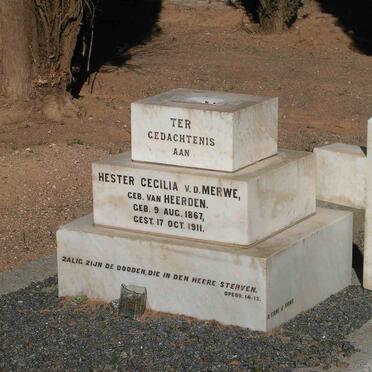 TER
GEDACHTENIS
AAN
HESTER CECILIA V.D. MERWE,
GEB. VAN HEERDEN.
GEB. 9 AUG. 1867,
GEST. 17 OCT. 1911.
ZALIG ZIJN DE DOODEN, DIE IN DEN HEERE STERVEN.
OPENB. 14:13.